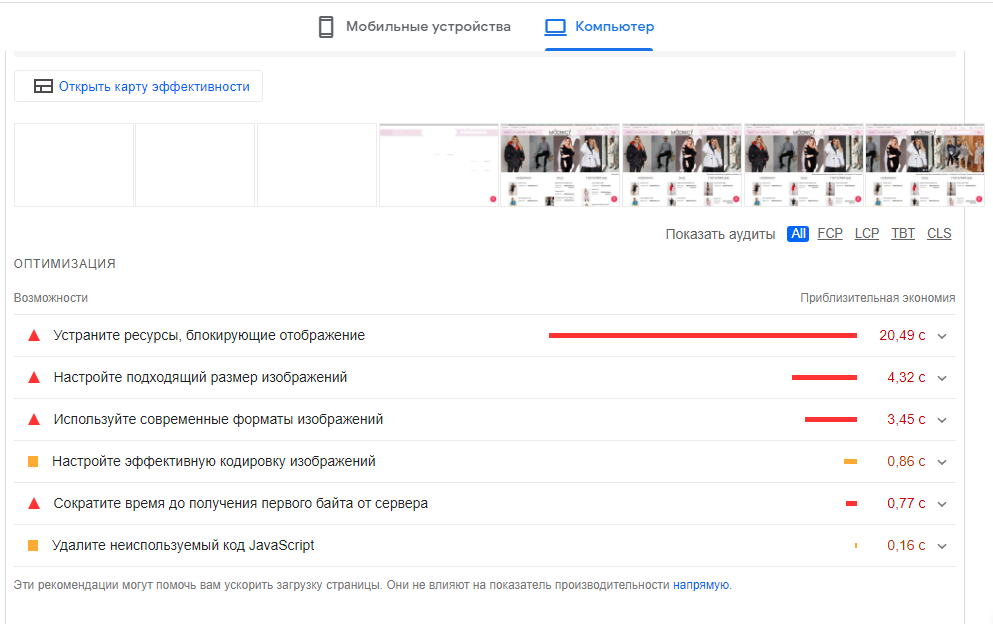 Мобильные устройства Компьютер
Открыть карту эффективности
Показать аудиты All FCP LCP TBT CLS
ОПТИМИЗАЦИЯ
Возможности Приблизительная экономия
Устраните ресурсы, блокирующие отображение 20,49 с
Настройте подходящий размер изображений 4,32 с
Используйте современные форматы изображений 3,45 с
Настройте эффективную кодировку изображений 0,86 с
Сократите время до получения первого байта от сервера 0,77 с
Удалите неиспользуемый код JavaScript 0,16 с
Эти рекомендации могут помочь вам ускорить загрузку страницы. Они не влияют на показатель производительности напрямую.